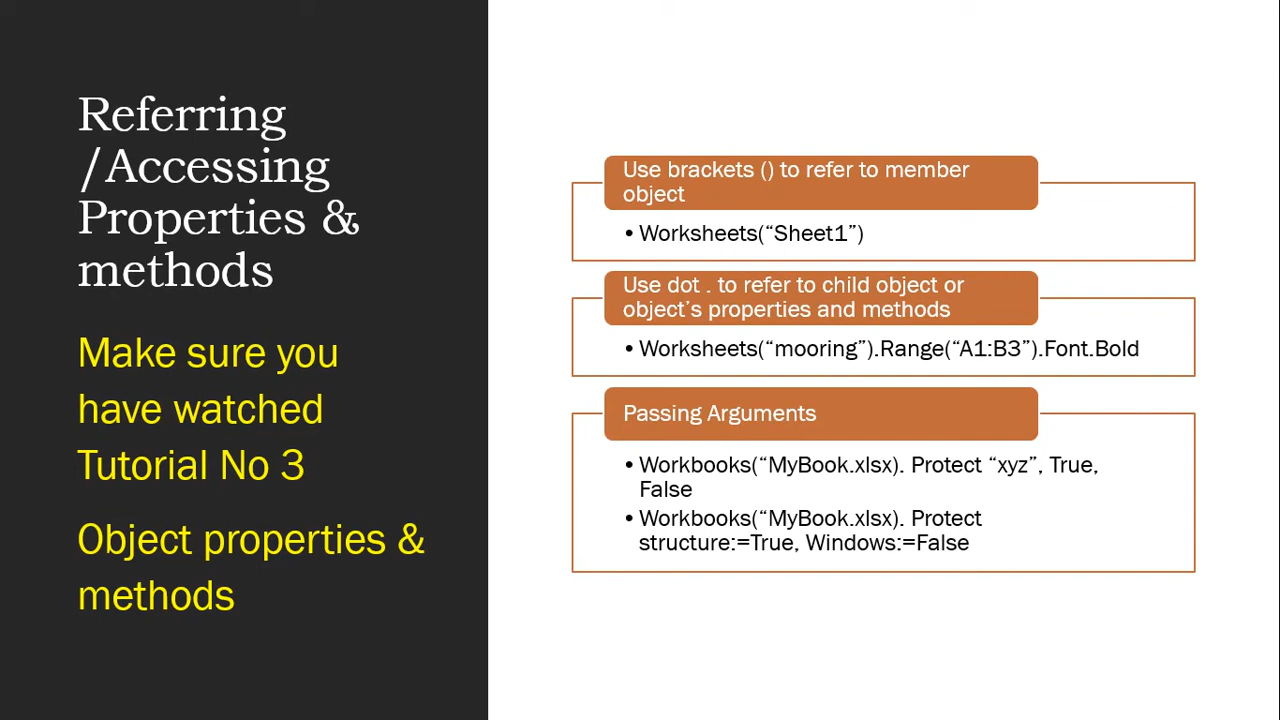 Referring
/Accessing
Properties &
methods
Make sure you
have watched
Tutorial No 3
Object properties &
methods
Use brackets () to refer to member
object
• Worksheets(“Sheet1”)
Use dot . to refer to child object or
object’s properties and methods
• Worksheets(“mooring”).Range(“A1:B3”).Font.Bold
Passing Arguments
• Workbooks(“MyBook.xlsx). Protect “xyz”, True,
False
• Workbooks(“MyBook.xlsx). Protect
structure:=True, Windows:=False